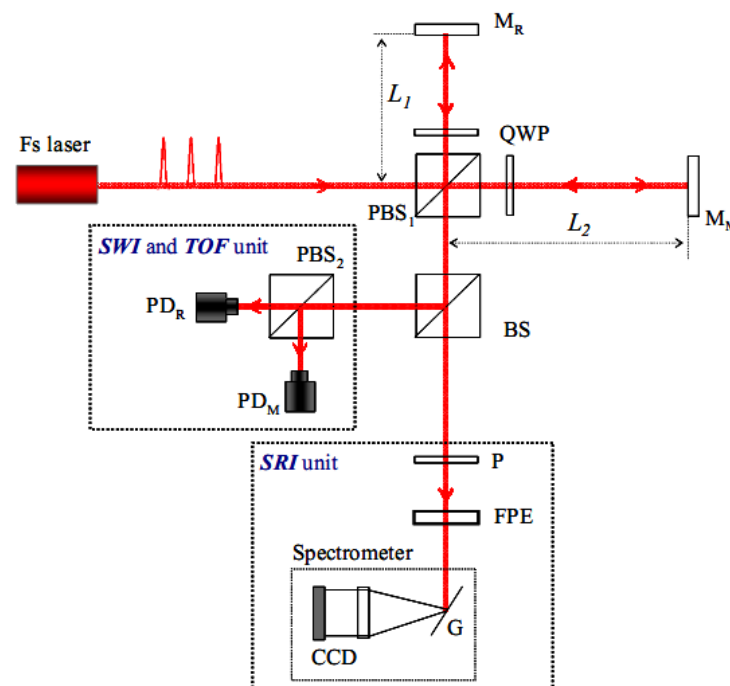 M_R
L_1
QWP
Fs laser
PBS_1
M_M
L_2
SWI and TOF unit
PBS_2
PD_R
BS
PD_M
SRI unit
P
FPE
Spectrometer
G
CCD